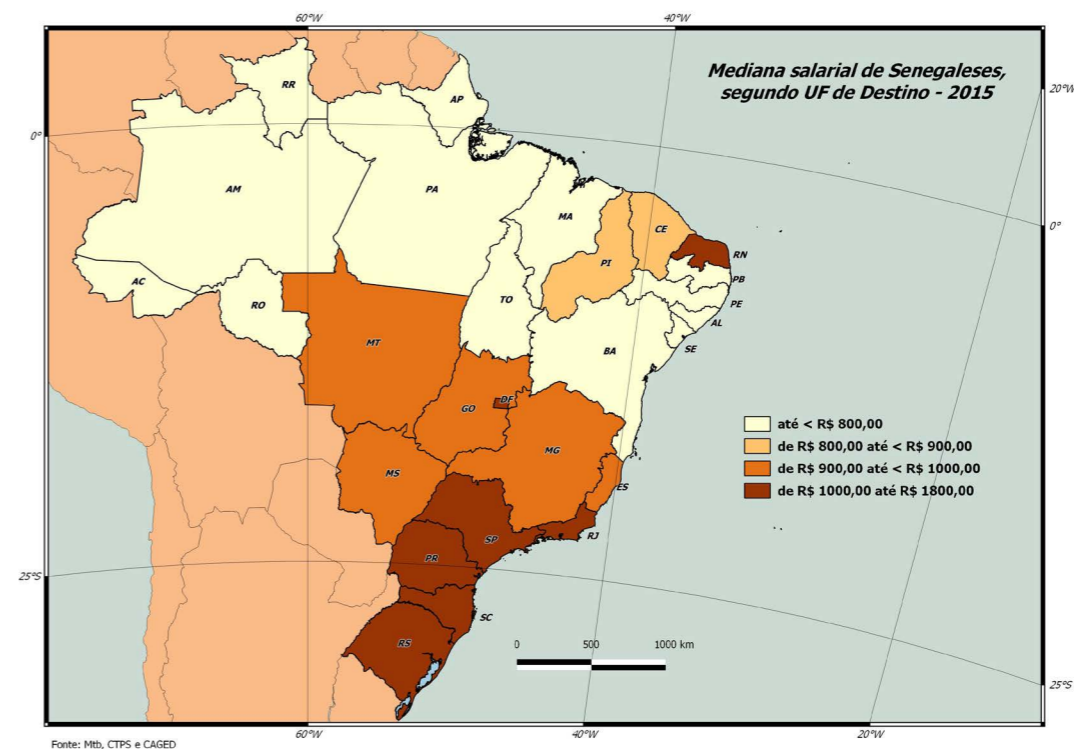 60°W
40°W
Mediana salarial de Senegaleses,
segundo UF de Destino - 2015
20°W
0°
0°
RR
AP
AM
PA
MA
CE
RN
PI
PB
PE
AC
RO
TO
AL
SE
BA
MT
DF
GO
MG
MS
ES
até < R$ 800,00
de R$ 800,00 até < R$ 900,00
de R$ 900,00 até < R$ 1000,00
de R$ 1000,00 até R$ 1800,00
SP
RJ
PR
25°S
SC
RS
0 500 1000 km
25°S
60°W
40°W
20°W
Fonte: Mtb, CTPS e CAGED